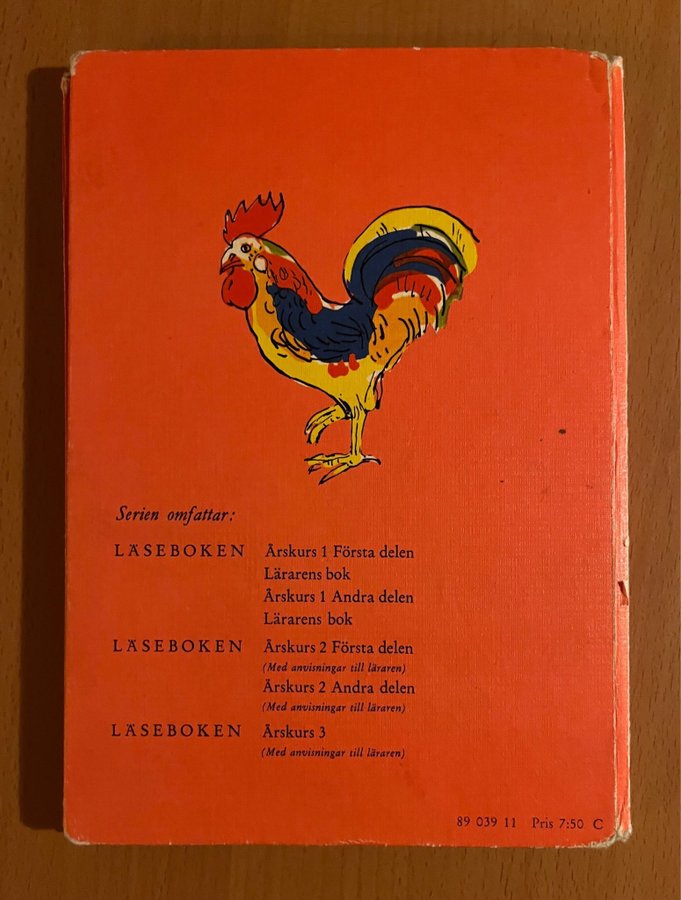 Serien omfattar:
LÄSEBOKEN Årskurs 1 Första delen
Lärarens bok
Årskurs 1 Andra delen
Lärarens bok
LÄSEBOKEN Årskurs 2 Första delen
(Med anvisningar till läraren)
Årskurs 2 Andra delen
(Med anvisningar till läraren)
LÄSEBOKEN Årskurs 3
(Med anvisningar till läraren)
89 039 11 Pris 7:50 C